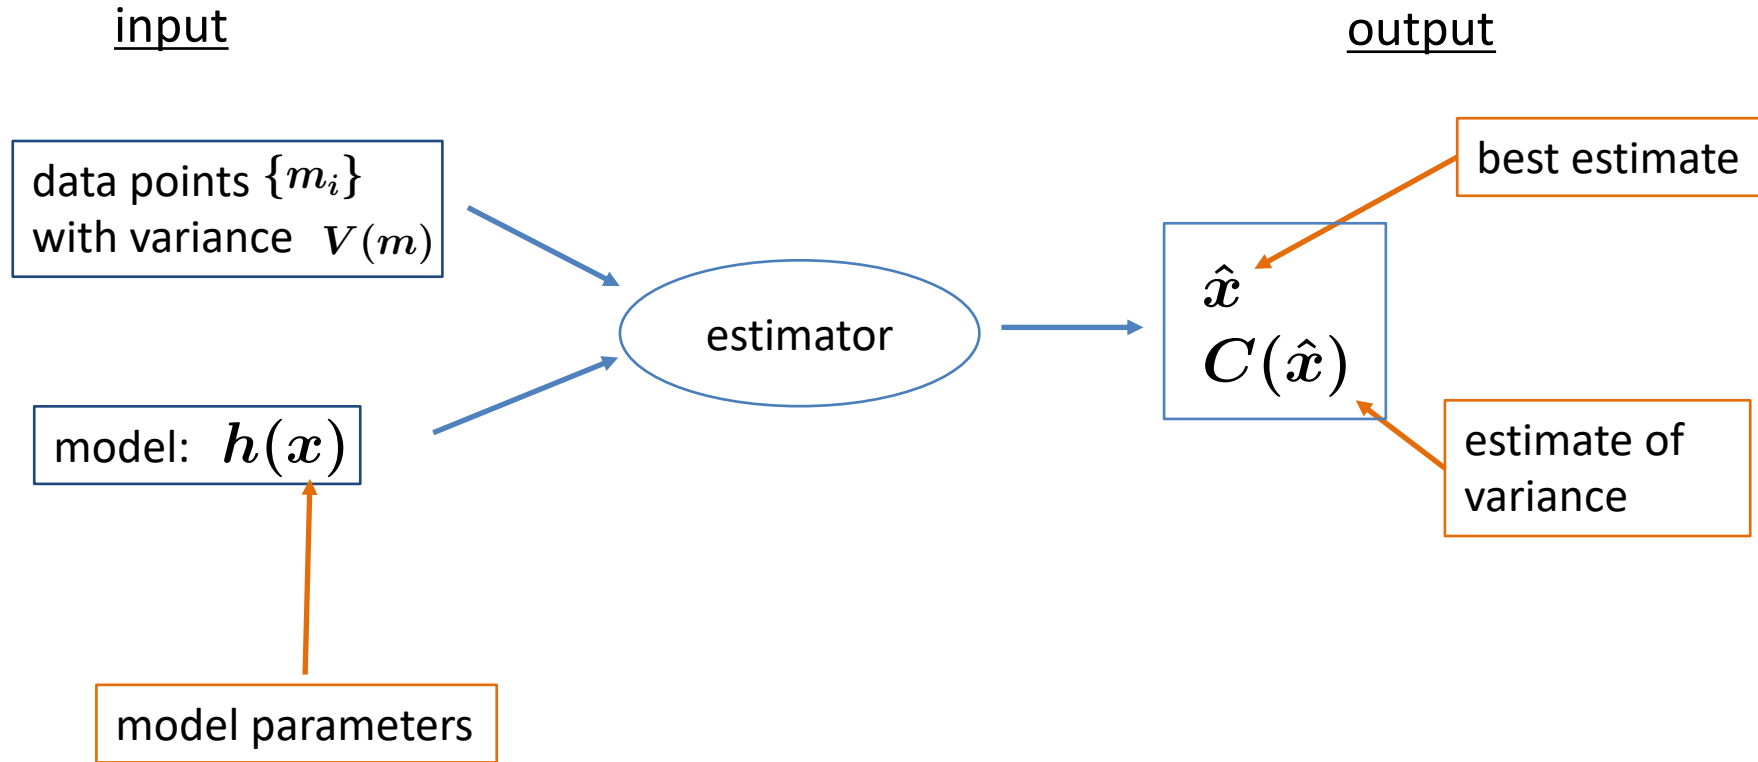 input
output
data points {mᵢ}
with variance V(m)
best estimate
estimator
x̂
C(x̂)
model: h(x)
estimate of
variance
model parameters